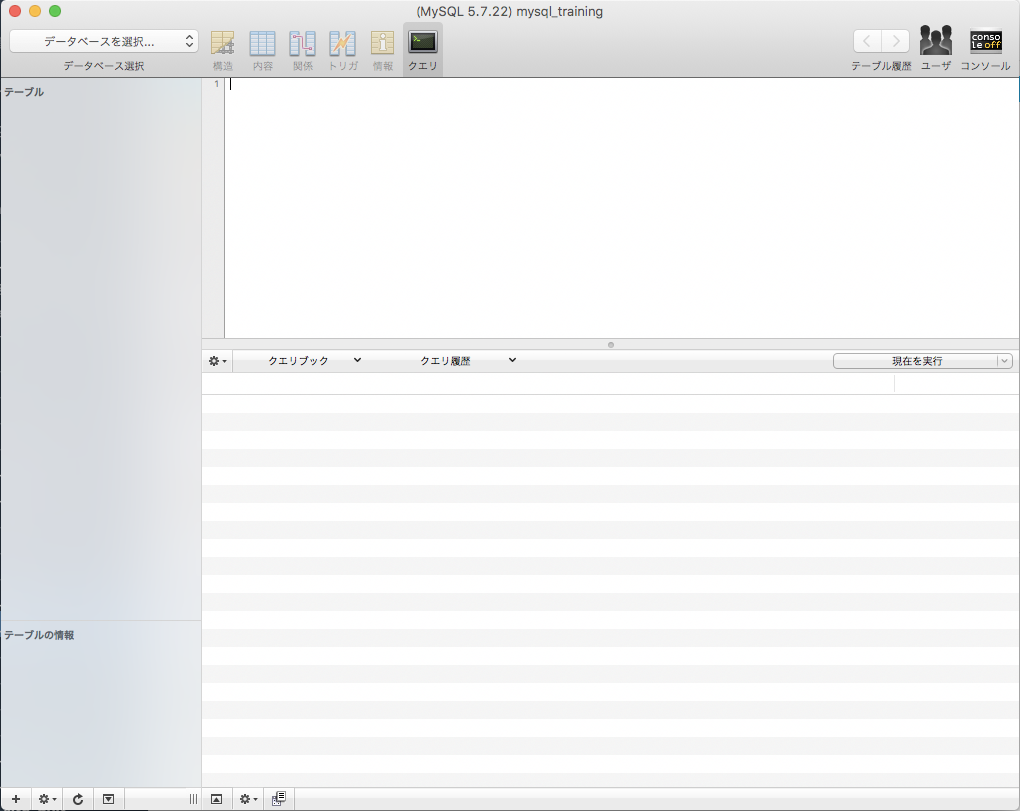 (MySQL 5.7.22) mysql_training
データベースを選択...
データベース選択
構造
内容
関係
トリガ
情報
クエリ
テーブル履歴
ユーザ
conso
le off
コンソール
テーブル
1
クエリブック
クエリ履歴
現在を実行
テーブルの情報